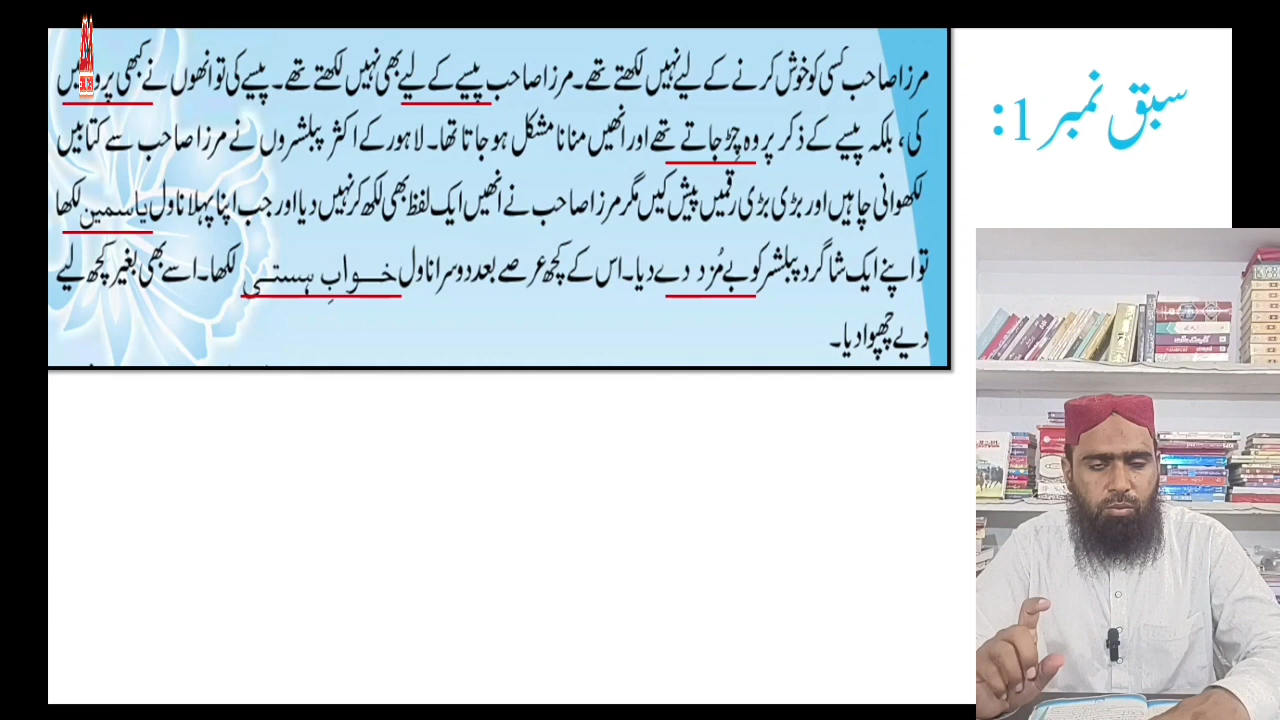 سبق نمبر 1:
مرزا صاحب کسی کو خوش کرنے کے لیے نہیں لکھتے تھے۔ مرزا صاحب پیسے کے لیے بھی نہیں لکھتے تھے۔ پیسے کی تو انھوں نے کبھی
کی، بلکہ پیسے کے ذکر پر وہ چِڑ جاتے تھے اور انھیں منانا مشکل ہو جاتا تھا۔ لاہور کے اکثر پبلشروں نے مرزا صاحب سے کتابیں
لکھوانی چاہیں اور بڑی بڑی رقمیں پیش کیں مگر مرزا صاحب نے انھیں ایک لفظ بھی لکھ کر نہیں دیا اور جب اپنا پہلا ناول یاسمین لکھا
تو اپنے ایک شاگرد پبلشر کو بے مُزد دے دیا۔ اس کے کچھ عرصے بعد دوسرا ناول خوابِ ہستی لکھا۔ اسے بھی بغیر کچھ لیے
دیے چھپوا دیا۔